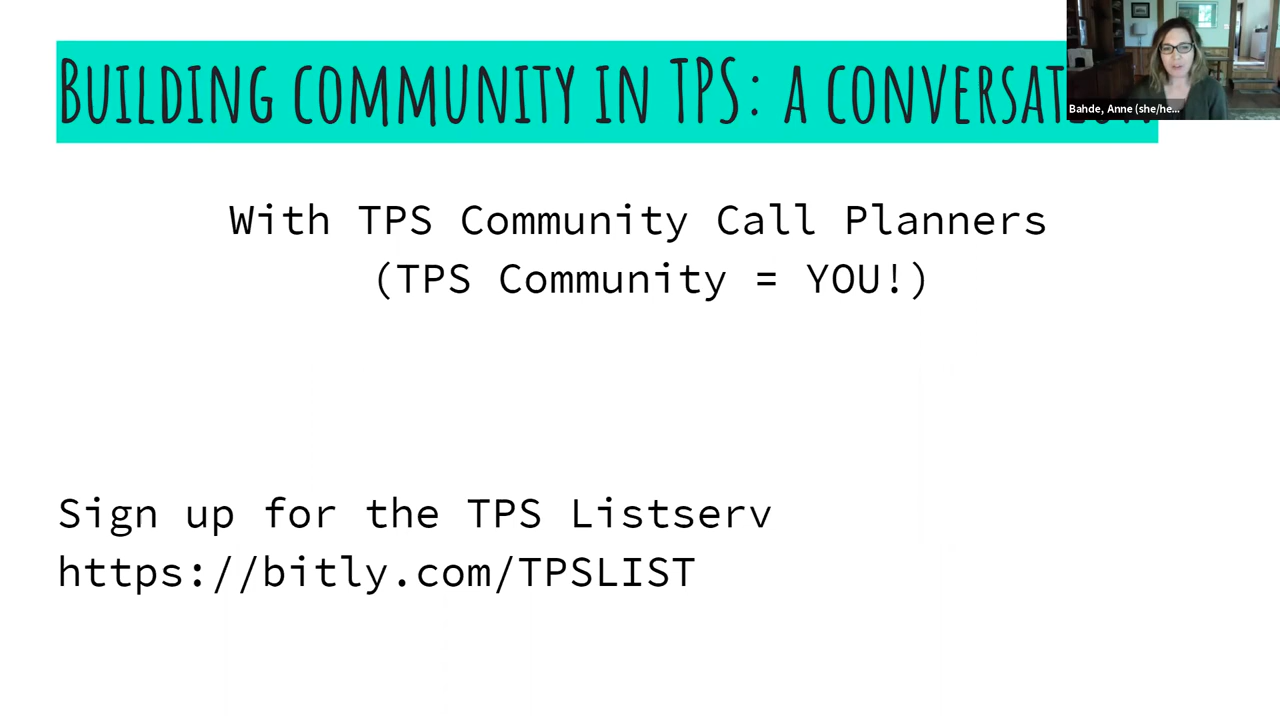 Building community in TPS: a conversation
Bahde, Anne (she/he...
With TPS Community Call Planners
(TPS Community = YOU!)
Sign up for the TPS Listserv
https://bitly.com/TPSLIST